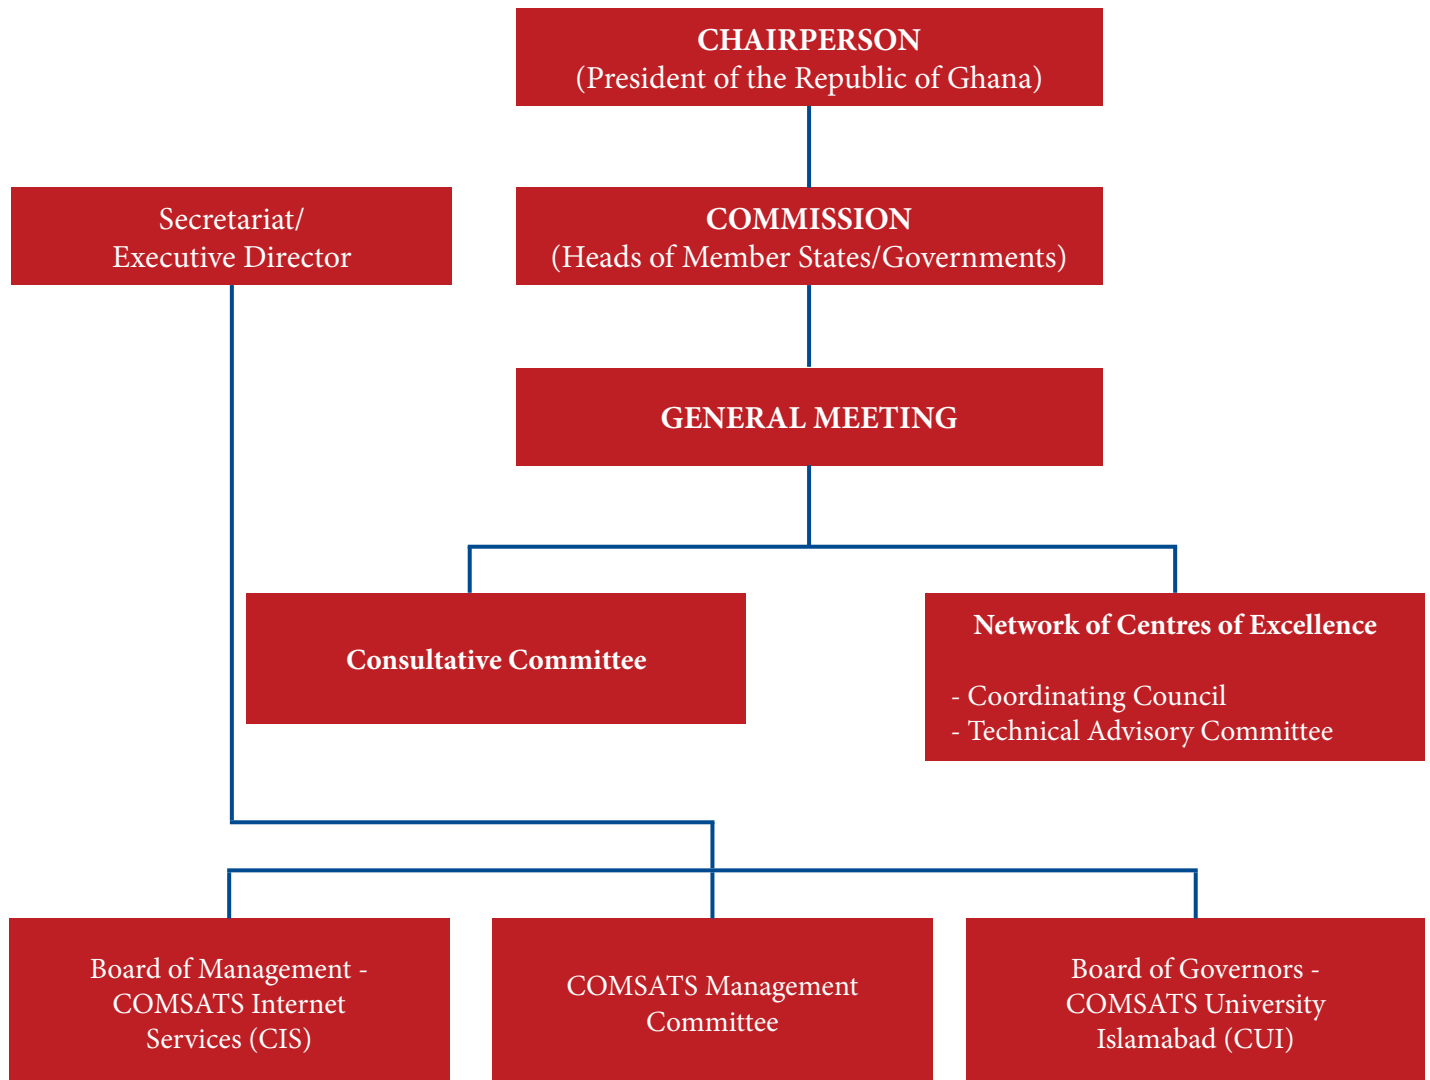 CHAIRPERSON
(President of the Republic of Ghana)
Secretariat/
Executive Director
COMMISSION
(Heads of Member States/Governments)
GENERAL MEETING
Consultative Committee
Network of Centres of Excellence
- Coordinating Council
- Technical Advisory Committee
Board of Management -
COMSATS Internet
Services (CIS)
COMSATS Management
Committee
Board of Governors -
COMSATS University
Islamabad (CUI)